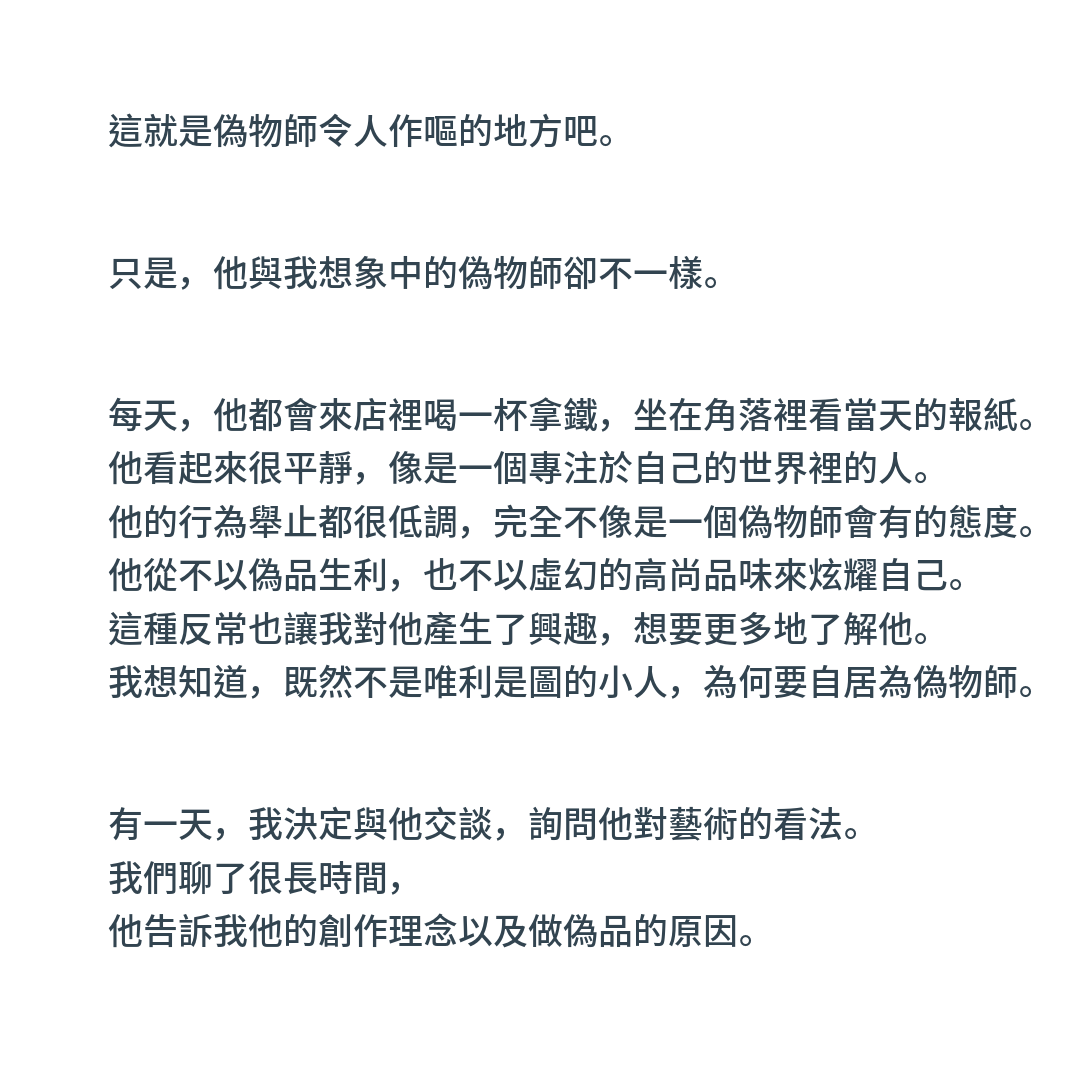 這就是偽物師令人作嘔的地方吧。
只是，他與我想象中的偽物師卻不一樣。
每天，他都會來店裡喝一杯拿鐵，坐在角落裡看當天的報紙。
他看起來很平靜，像是一個專注於自己的世界裡的人。
他的行為舉止都很低調，完全不像是一個偽物師會有的態度。
他從不以偽品生利，也不以虛幻的高尚品味來炫耀自己。
這種反常也讓我對他產生了興趣，想要更多地了解他。
我想知道，既然不是唯利是圖的小人，為何要自居為偽物師。
有一天，我決定與他交談，詢問他對藝術的看法。
我們聊了很長時間，
他告訴我他的創作理念以及做偽品的原因。